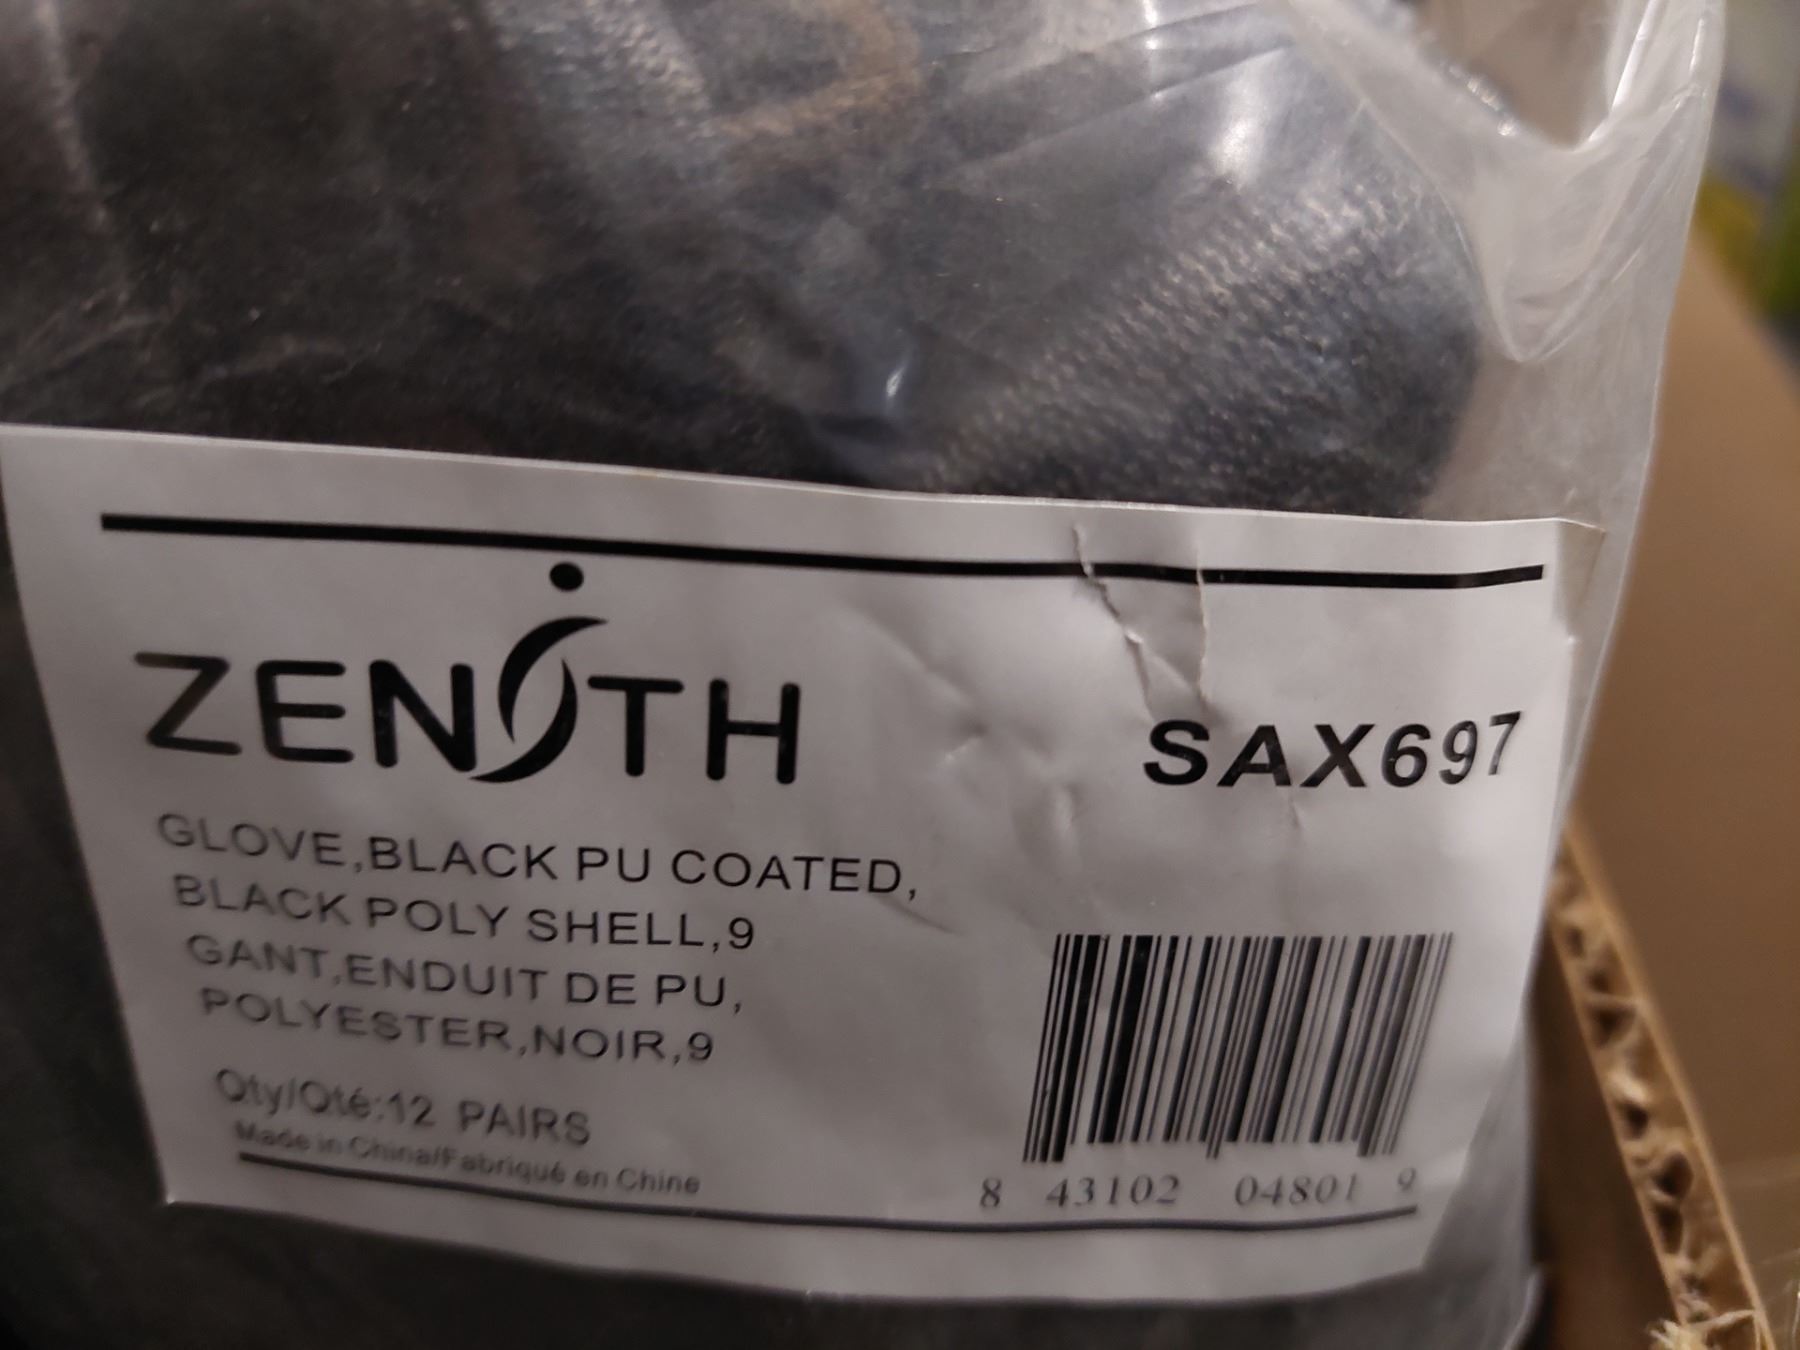 ZENITH
SAX697
GLOVE,BLACK PU COATED,
BLACK POLY SHELL,9
GANT,ENDUIT DE PU,
POLYESTER,NOIR,9
Qty/Qté:12 PAIRS
Made in China/Fabriqué en Chine
8 43102 04801 9